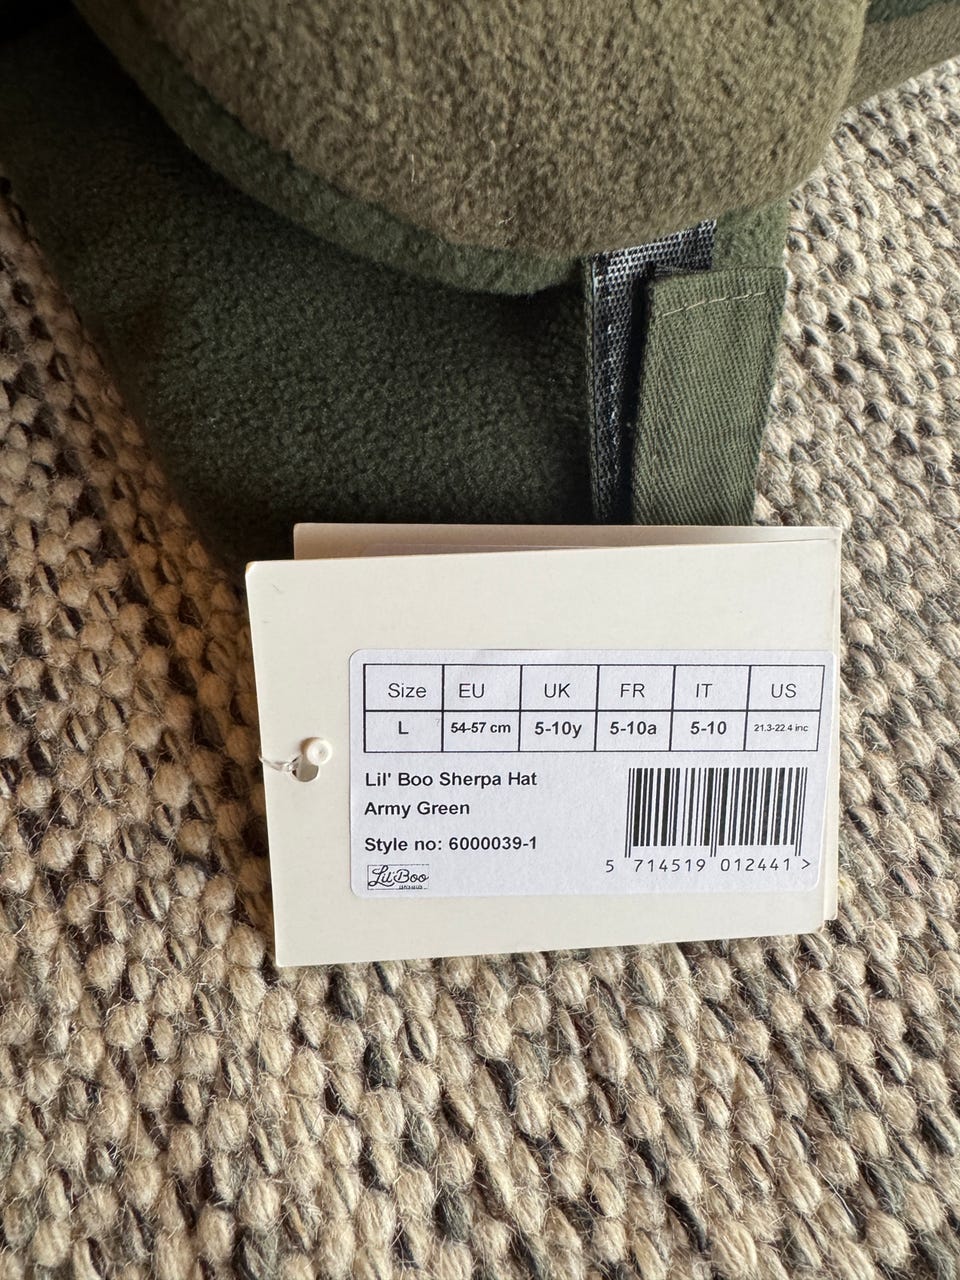 Size EU UK FR IT US
L 54-57 cm 5-10y 5-10a 5-10 21.3-22.4 inc
Lil' Boo Sherpa Hat
Army Green
Style no: 6000039-1
Lil' Boo
5 714519 012441 >